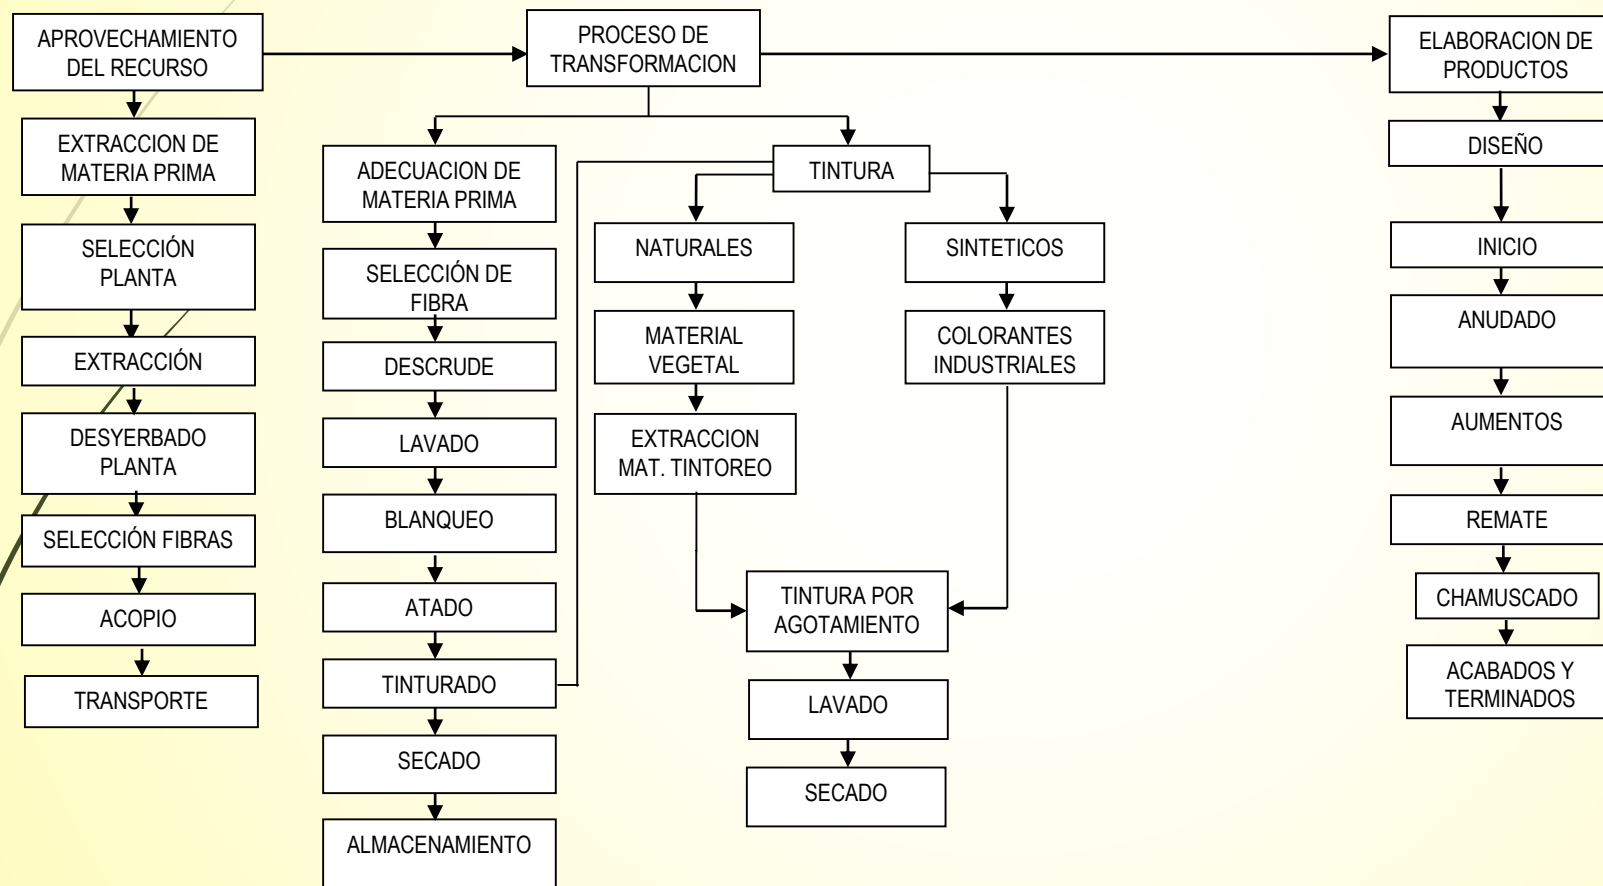 APROVECHAMIENTO
DEL RECURSO
EXTRACCION DE
MATERIA PRIMA
SELECCIÓN
PLANTA
EXTRACCIÓN
DESYERBADO
PLANTA
SELECCIÓN FIBRAS
ACOPIO
TRANSPORTE
PROCESO DE
TRANSFORMACION
ADECUACION DE
MATERIA PRIMA
SELECCIÓN DE
FIBRA
DESCRUDE
LAVADO
BLANQUEO
ATADO
TINTURADO
SECADO
ALMACENAMIENTO
TINTURA
NATURALES
MATERIAL
VEGETAL
EXTRACCION
MAT. TINTOREO
SINTETICOS
COLORANTES
INDUSTRIALES
TINTURA POR
AGOTAMIENTO
LAVADO
SECADO
ELABORACION DE
PRODUCTOS
DISEÑO
INICIO
ANUDADO
AUMENTOS
REMATE
CHAMUSCADO
ACABADOS Y
TERMINADOS